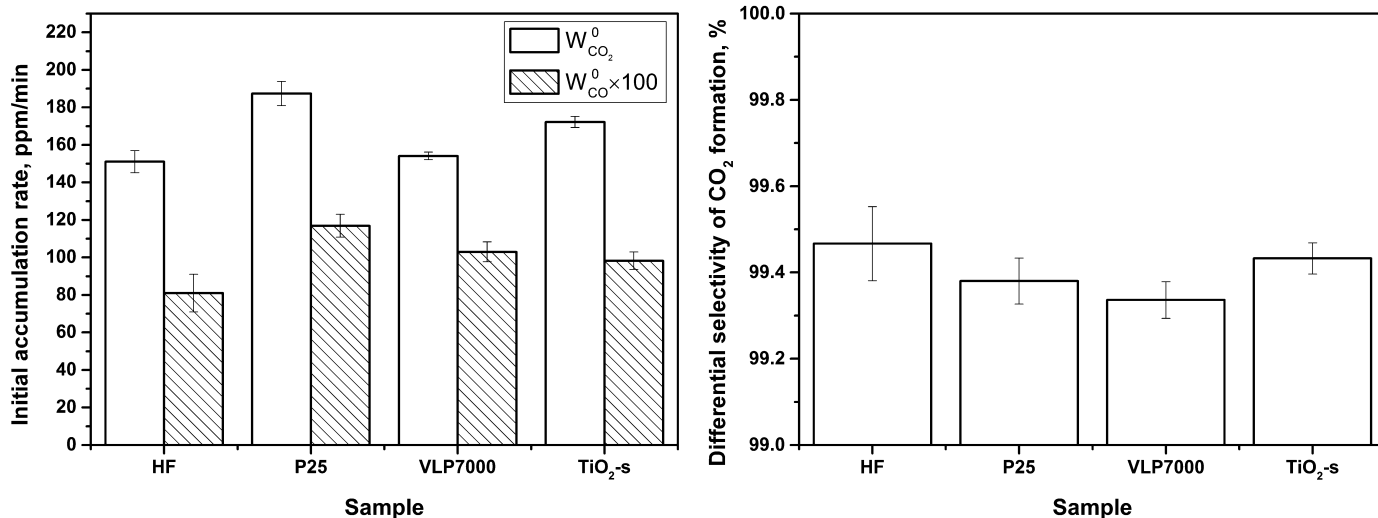 Initial accumulation rate, ppm/min
220
200
180
160
140
120
100
80
60
40
20
0
W⁰CO₂
W⁰CO×100
HF
P25
VLP7000
TiO₂-s
Sample
Differential selectivity of CO₂ formation, %
100.0
99.8
99.6
99.4
99.2
99.0
HF
P25
VLP7000
TiO₂-s
Sample